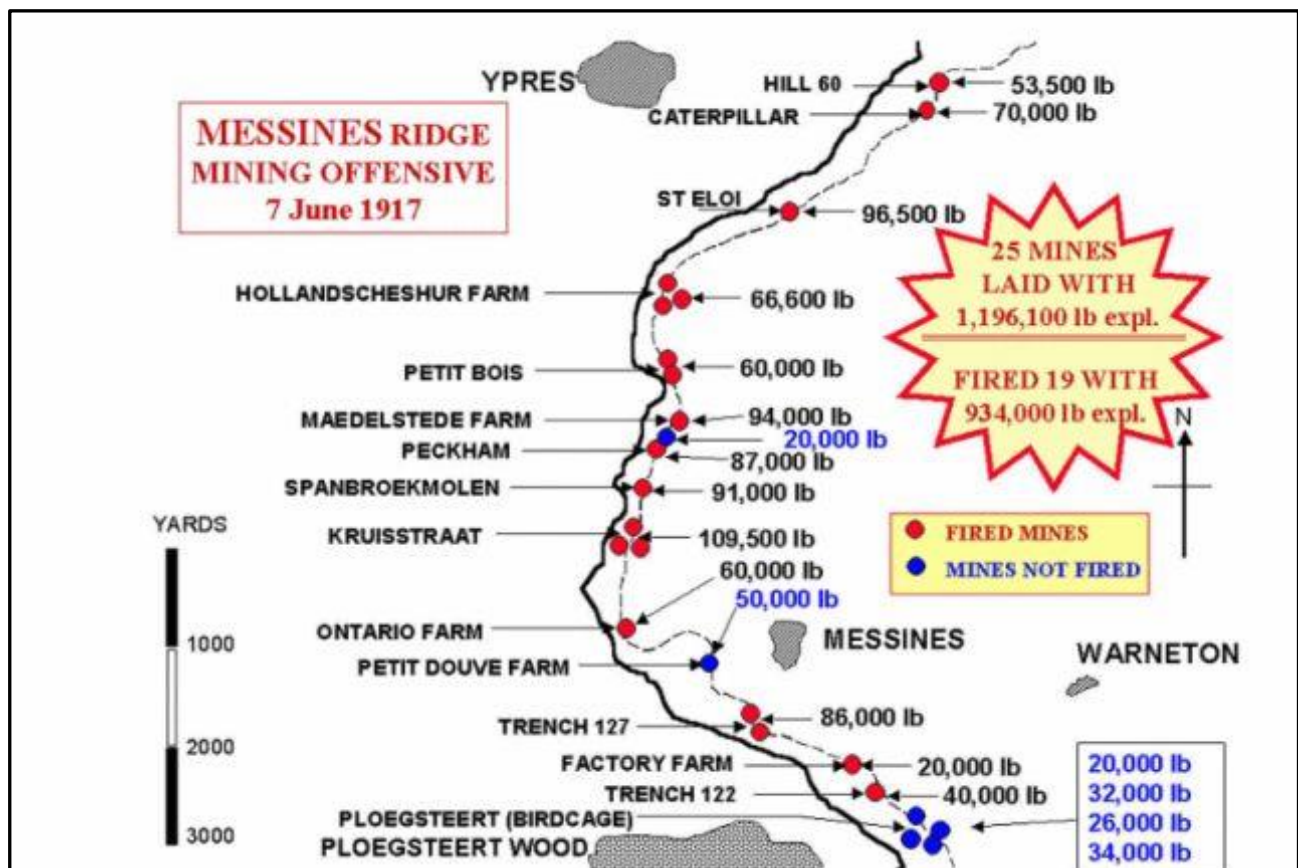 YPRES
HILL 60
53,500 lb
CATERPILLAR
70,000 lb
MESSINES RIDGE
MINING OFFENSIVE
7 June 1917
ST ELOI
96,500 lb
25 MINES
LAID WITH
1,196,100 lb expl.
FIRED 19 WITH
934,000 lb expl.
HOLLANDSCHESHUR FARM
66,600 lb
PETIT BOIS
60,000 lb
MAEDELSTEDE FARM
94,000 lb
20,000 lb
PECKHAM
87,000 lb
SPANBROEKMOLEN
91,000 lb
N
YARDS
KRUISSTRAAT
109,500 lb
FIRED MINES
MINES NOT FIRED
60,000 lb
50,000 lb
ONTARIO FARM
1000
MESSINES
PETIT DOUVE FARM
WARNETON
TRENCH 127
86,000 lb
2000
FACTORY FARM
20,000 lb
TRENCH 122
40,000 lb
PLOEGSTEERT (BIRDCAGE)
20,000 lb
32,000 lb
26,000 lb
34,000 lb
3000
PLOEGSTEERT WOOD